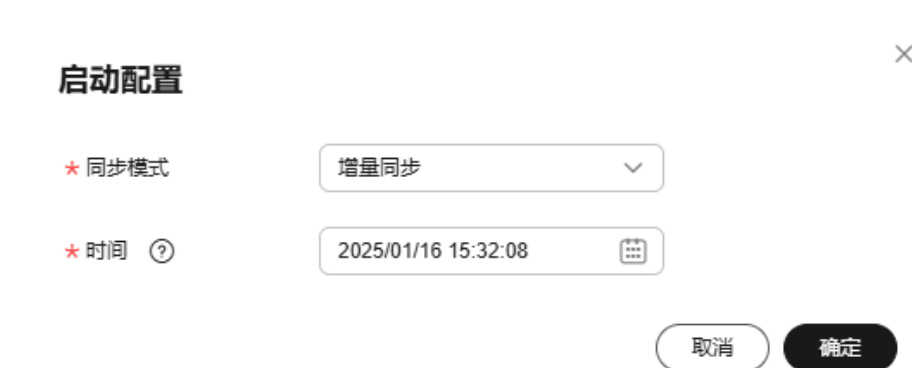 启动配置
* 同步模式 增量同步
* 时间 ? 2025/01/16 15:32:08
取消 确定